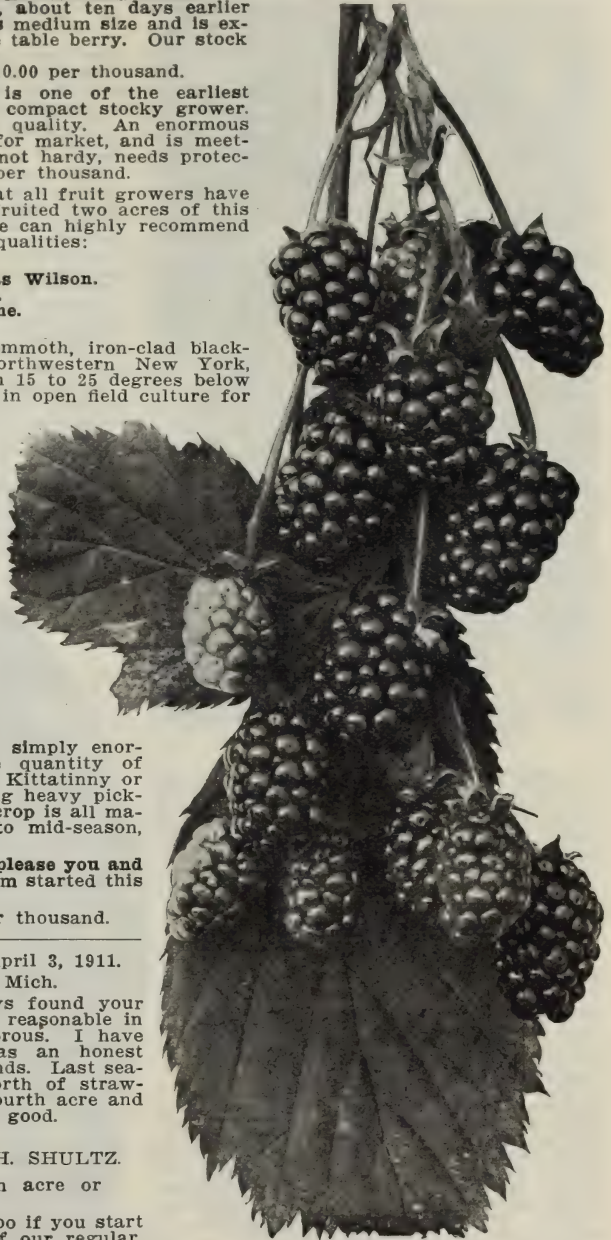 , about ten days earlier
medium size and is ex-
table berry. Our stock
0.00 per thousand.
is one of the earliest
compact stocky grower.
quality. An enormous
for market, and is meet-
not hardy, needs protec-
per thousand.
at all fruit growers have
ruited two acres of this
e can highly recommend
qualities:
s Wilson.
ne.
mmoth, iron-clad black-
orthwestern New York,
n 15 to 25 degrees below
in open field culture for
simply enor-
quantity of
Kittatinny or
g heavy pick-
crop is all ma-
to mid-season,
please you and
m started this
r thousand.
pril 3, 1911.
Mich.
ys found your
reasonable in
orous. I have
as an honest
nds. Last sea-
orth of straw-
ourth acre and
good.
H. SHULTZ.
n acre or
oo if you start
f our regular